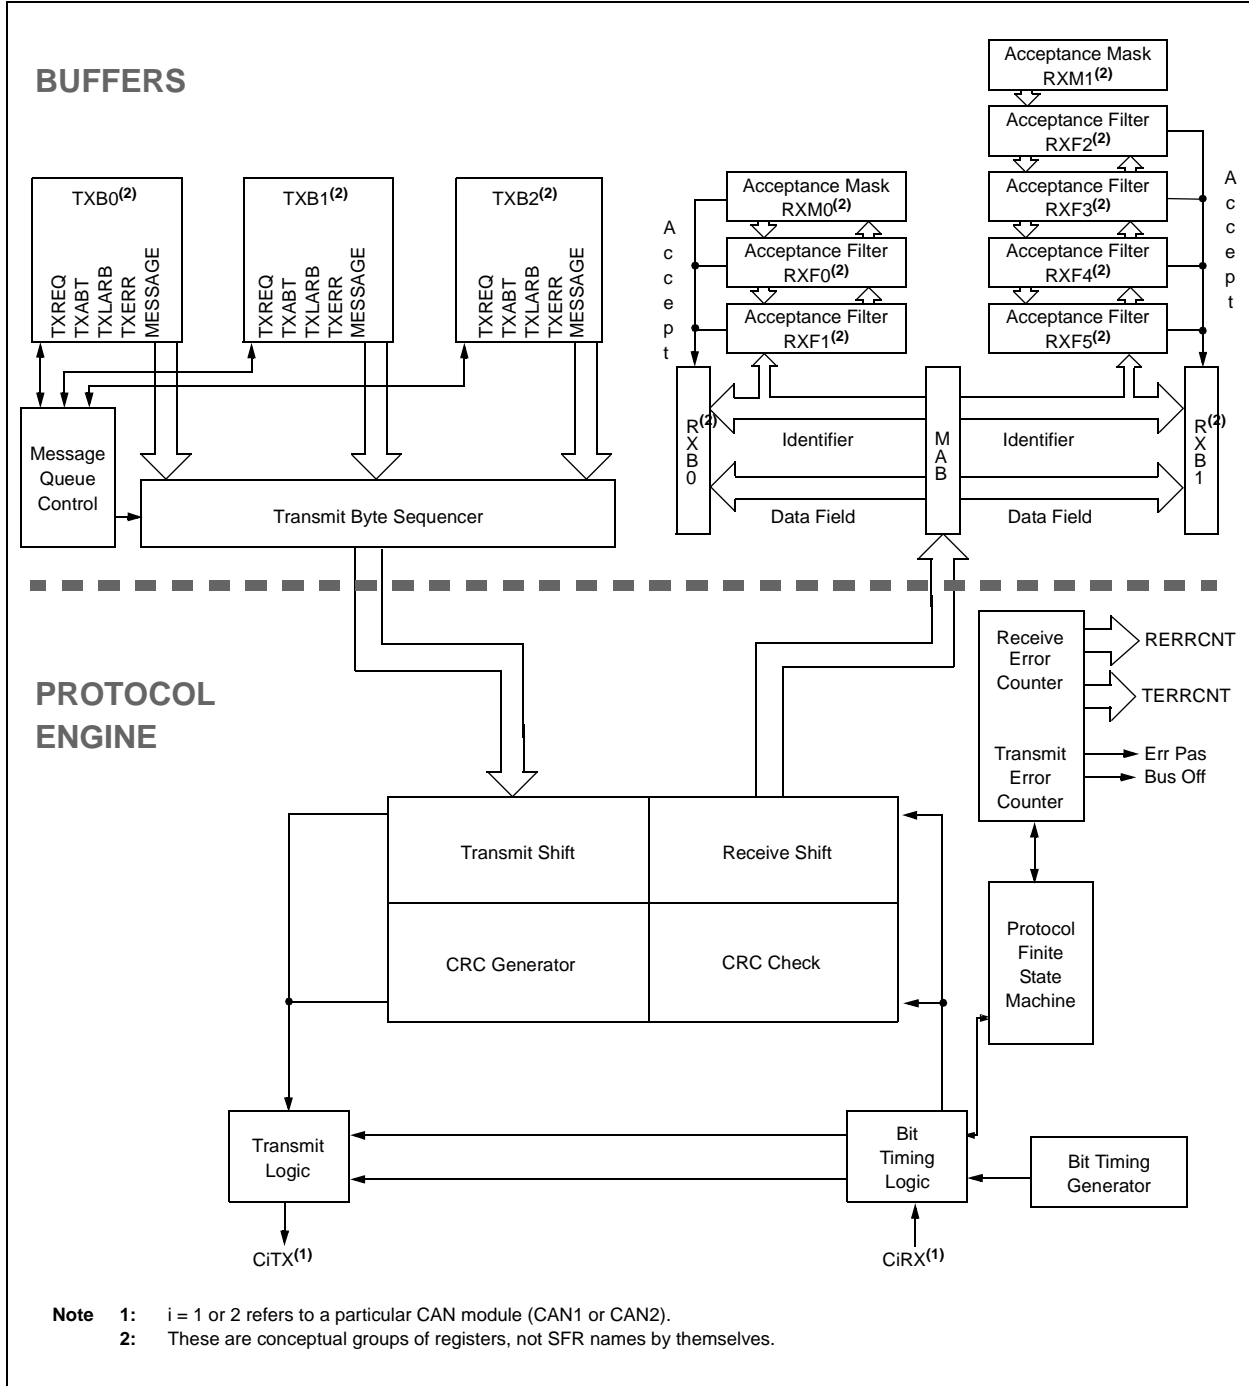 BUFFERS
Acceptance Mask
RXM1(2)
Acceptance Filter
RXF2(2)
Acceptance Filter
RXF3(2)
Acceptance Filter
RXF4(2)
Acceptance Filter
RXF5(2)
Accept
Acceptance Mask
RXM0(2)
Acceptance Filter
RXF0(2)
Acceptance Filter
RXF1(2)
Accept
TXB0(2)
TXREQ
TXABT
TXLARB
TXERR
MESSAGE
TXB1(2)
TXREQ
TXABT
TXLARB
TXERR
MESSAGE
TXB2(2)
TXREQ
TXABT
TXLARB
TXERR
MESSAGE
Message
Queue
Control
Transmit Byte Sequencer
RXB0(2)
Identifier
Data Field
MAB
Identifier
Data Field
RXB1(2)
PROTOCOL
ENGINE
Receive
Error
Counter
Transmit
Error
Counter
RERRCNT
TERRCNT
Err Pas
Bus Off
Transmit Shift
Receive Shift
CRC Generator
CRC Check
Protocol
Finite
State
Machine
Transmit
Logic
Bit
Timing
Logic
Bit Timing
Generator
CiTX(1)
CiRX(1)
Note 1: i = 1 or 2 refers to a particular CAN module (CAN1 or CAN2).
2: These are conceptual groups of registers, not SFR names by themselves.